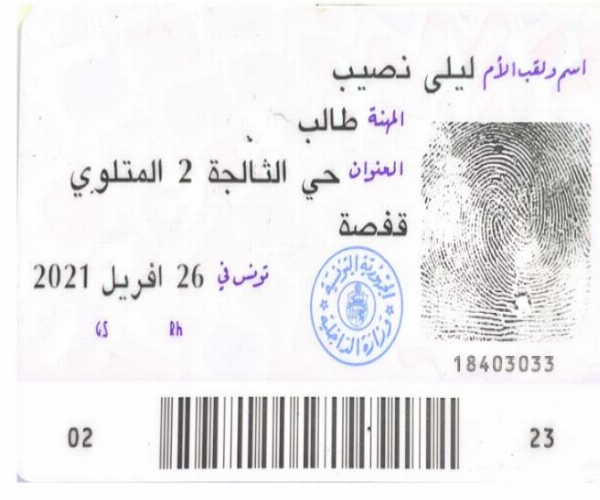 اسم ولقب الأم ليلى نصيب
المهنة طالب
العنوان حي الثالجة 2 المتلوي
قفصة
تونس في 26 افريل 2021
GS Rh
الجمهورية التونسية
وزارة الداخلية
18403033
02 23